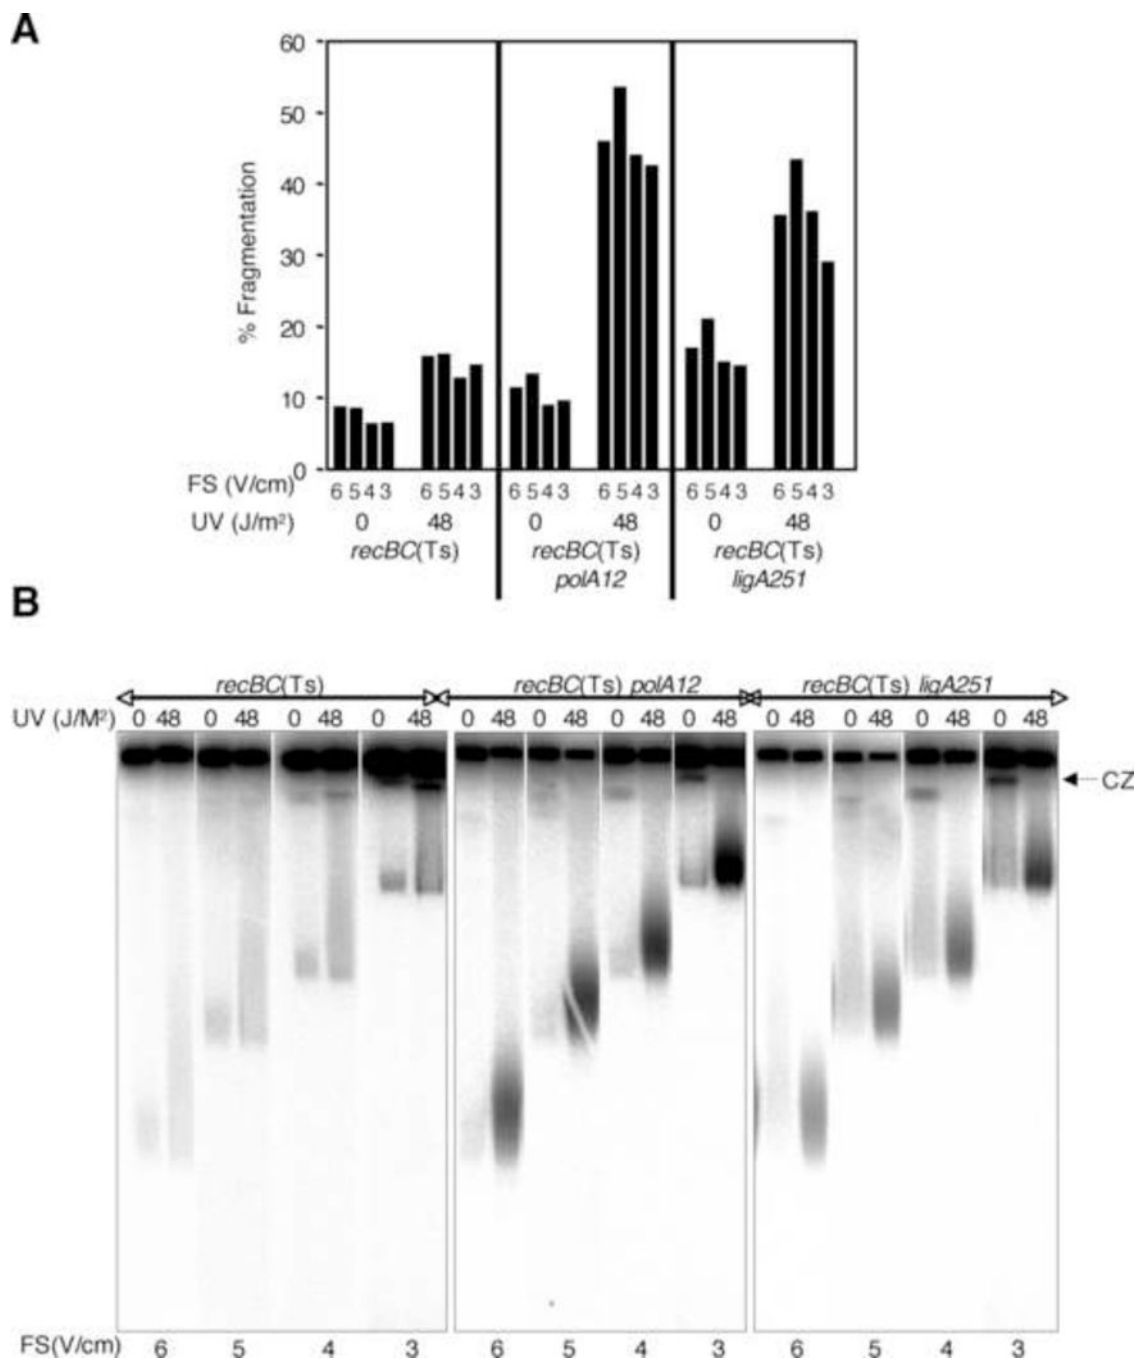 A
60
50
40
30
20
10
0
% Fragmentation
FS (V/cm) 6 5 4 3 6 5 4 3 6 5 4 3 6 5 4 3 6 5 4 3 6 5 4 3
UV (J/m²) 0 48 0 48 0 48
recBC(Ts) recBC(Ts) recBC(Ts)
polA12 ligA251
B
recBC(Ts) recBC(Ts) polA12 recBC(Ts) ligA251
UV (J/M²) 0 48 0 48 0 48 0 48 0 48 0 48 0 48 0 48 0 48 0 48 0 48 0 48
CZ
FS(V/cm) 6 5 4 3 6 5 4 3 6 5 4 3